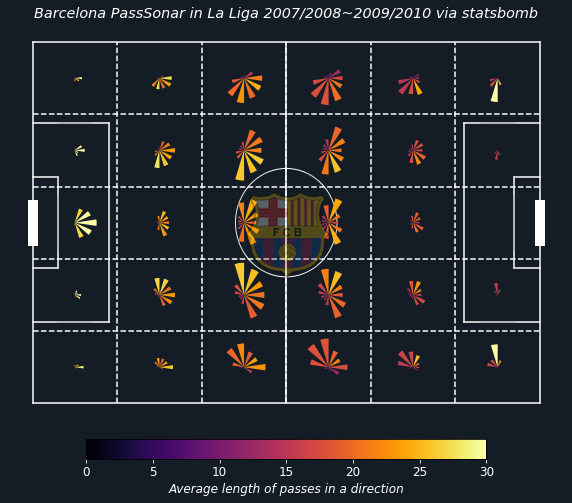 Barcelona PassSonar in La Liga 2007/2008~2009/2010 via statsbomb
F C B
0 5 10 15 20 25 30
Average length of passes in a direction